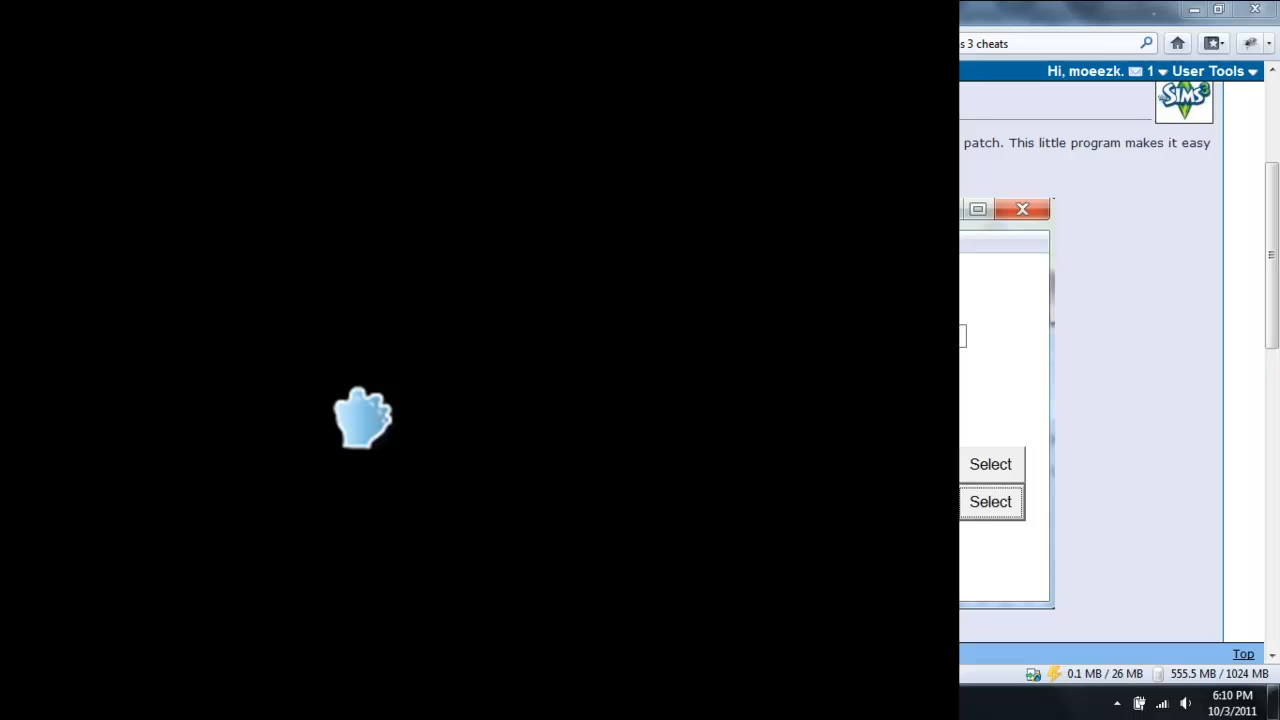 s 3 cheats
Hi, moeezk. 1 User Tools
SIMS 3
patch. This little program makes it easy
Select
Select
Top
0.1 MB / 26 MB 555.5 MB / 1024 MB
6:10 PM
10/3/2011